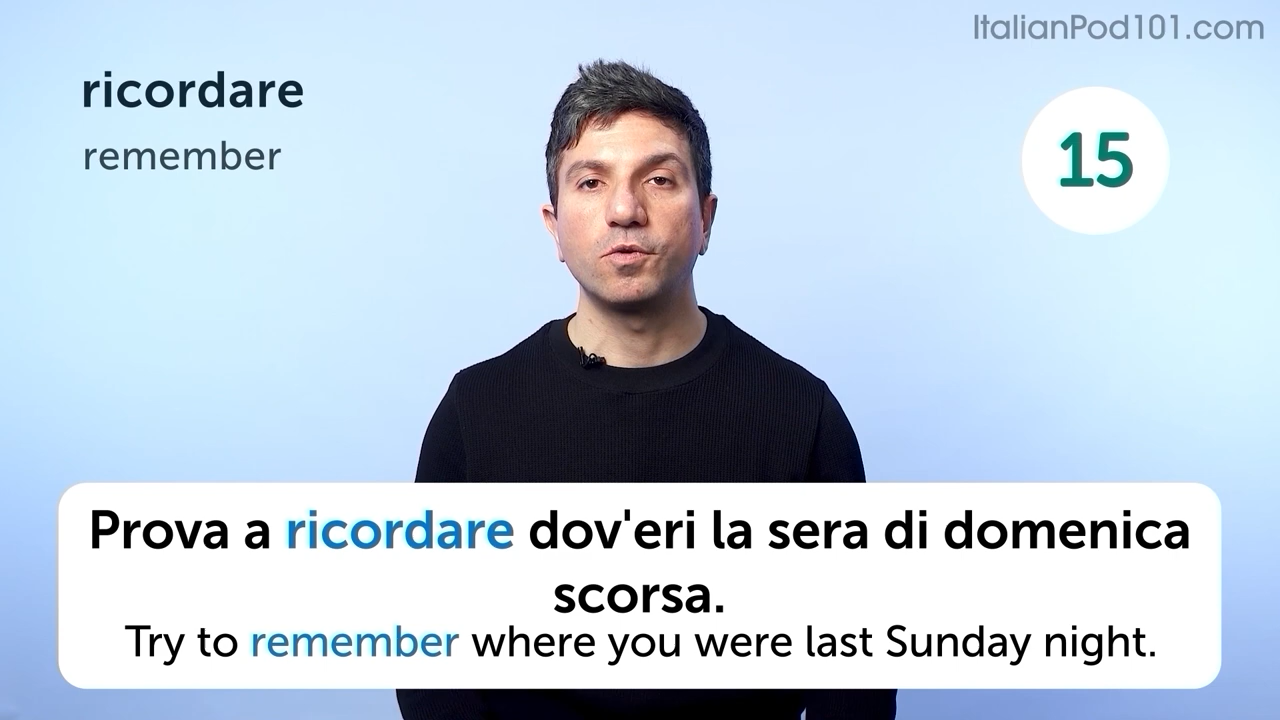 ItalianPod101.com
ricordare
remember
15
Prova a ricordare dov'eri la sera di domenica
scorsa.
Try to remember where you were last Sunday night.